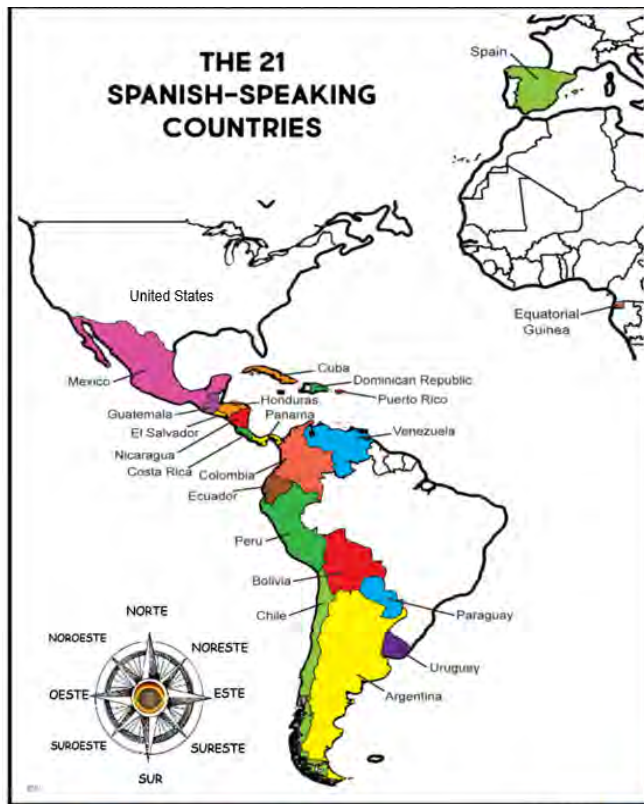 THE 21
SPANISH-SPEAKING
COUNTRIES
Spain
United States
Equatorial
Guinea
Cuba
Mexico
Dominican Republic
Honduras
Puerto Rico
Guatemala
Panama
El Salvador
Venezuela
Nicaragua
Costa Rica
Colombia
Ecuador
Peru
Bolivia
Chile
Paraguay
Uruguay
Argentina
NORTE
NOROESTE
NORESTE
OESTE
ESTE
SUROESTE
SURESTE
SUR